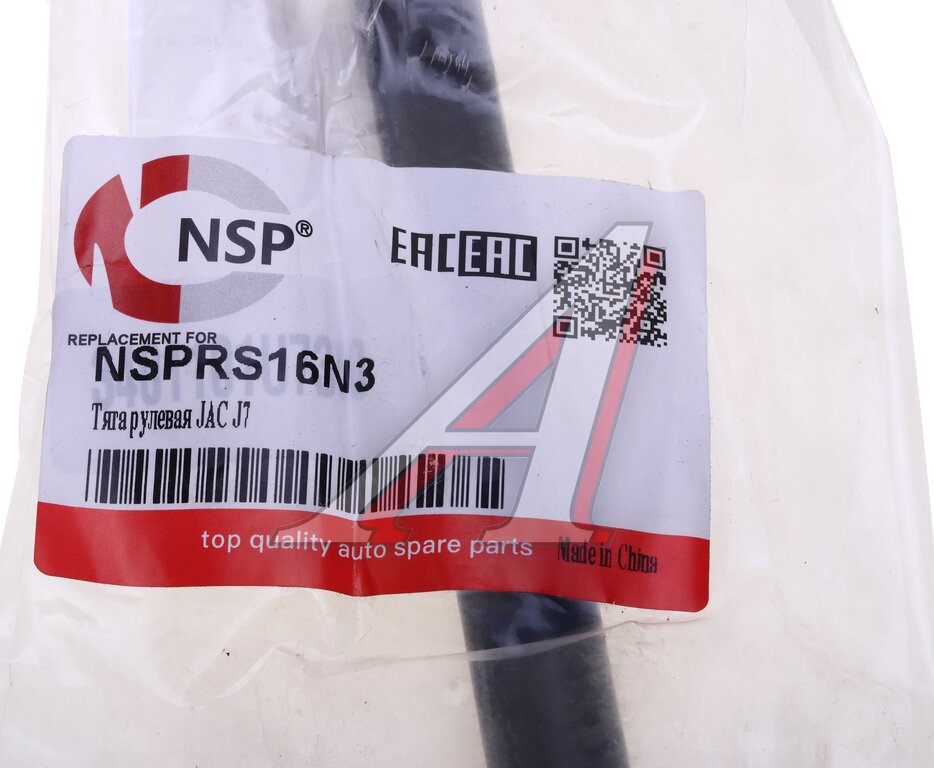 NSP®
EAC EAC
REPLACEMENT FOR
NSPRS16N3
Тяга рулевая JAC J7
top quality auto spare parts
Made in China